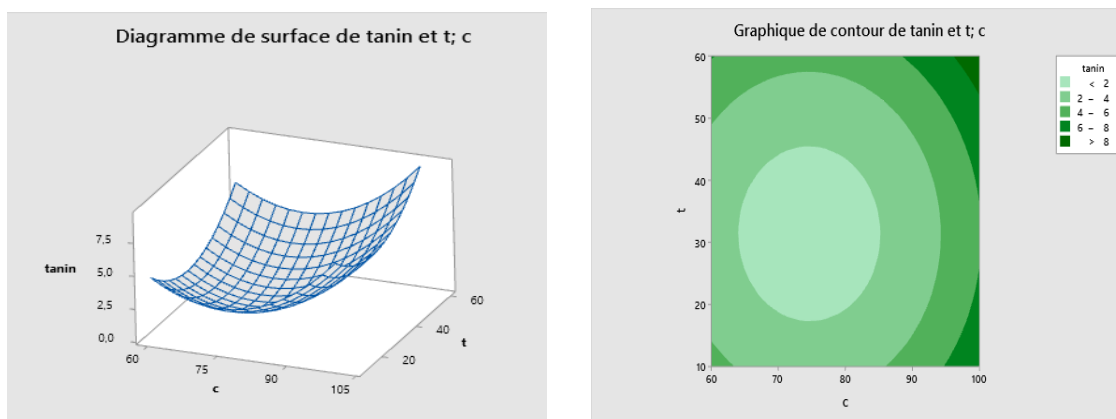 Diagramme de surface de tanin et t; c
7,5
5,0
2,5
0,0
tanin
60
75
90
105
c
20
40
60
t
Graphique de contour de tanin et t; c
60
50
40
30
20
10
t
60
70
80
90
100
c
tanin
< 2
2 – 4
4 – 6
6 – 8
> 8